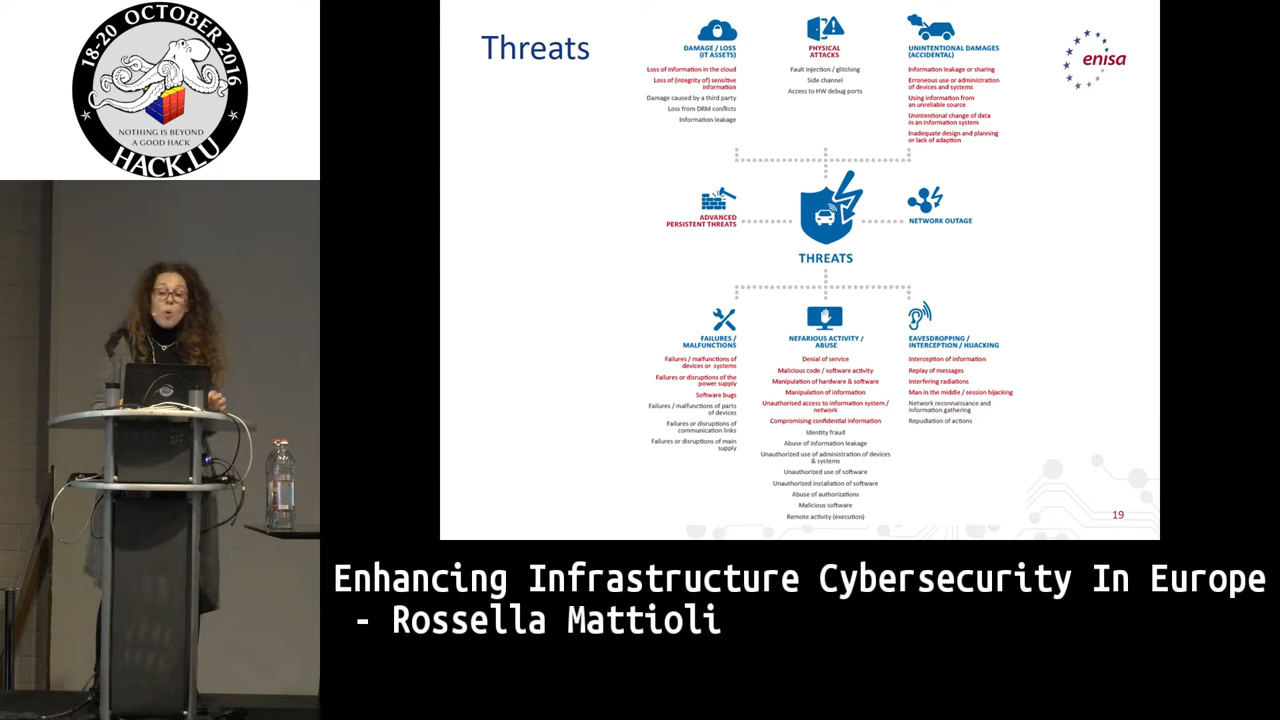 18-20 OCTOBER 2016
NOTHING IS BEYOND
A GOOD HACK
HACK.LU
Threats
enisa
DAMAGE / LOSS
(IT ASSETS)
Loss of information in the cloud
Loss of (integrity of) sensitive
information
Damage caused by a third party
Loss from DRM conflicts
Information leakage
PHYSICAL
ATTACKS
Fault injection / glitching
Side channel
Access to HW debug ports
UNINTENTIONAL DAMAGES
(ACCIDENTAL)
Information leakage or sharing
Erroneous use or administration
of devices and systems
Using information from
an unreliable source
Unintentional change of data
in an information system
Inadequate design and planning
or lack of adaption
ADVANCED
PERSISTENT THREATS
THREATS
NETWORK OUTAGE
FAILURES /
MALFUNCTIONS
Failures / malfunctions of
devices or systems
Failures or disruptions of the
power supply
Software bugs
Failures / malfunctions of parts
of devices
Failures or disruptions of
communication links
Failures or disruptions of main
supply
NEFARIOUS ACTIVITY /
ABUSE
Denial of service
Malicious code / software activity
Manipulation of hardware & software
Manipulation of information
Unauthorised access to information system /
network
Compromising confidential information
Identity fraud
Abuse of information leakage
Unauthorized use of administration of devices
& systems
Unauthorized use of software
Unauthorized installation of software
Abuse of authorizations
Malicious software
Remote activity (execution)
EAVESDROPPING /
INTERCEPTION / HIJACKING
Interception of information
Replay of messages
Interfering radiations
Man in the middle / session hijacking
Network reconnaissance and
information gathering
Repudiation of actions
19
Enhancing Infrastructure Cybersecurity In Europe
- Rossella Mattioli